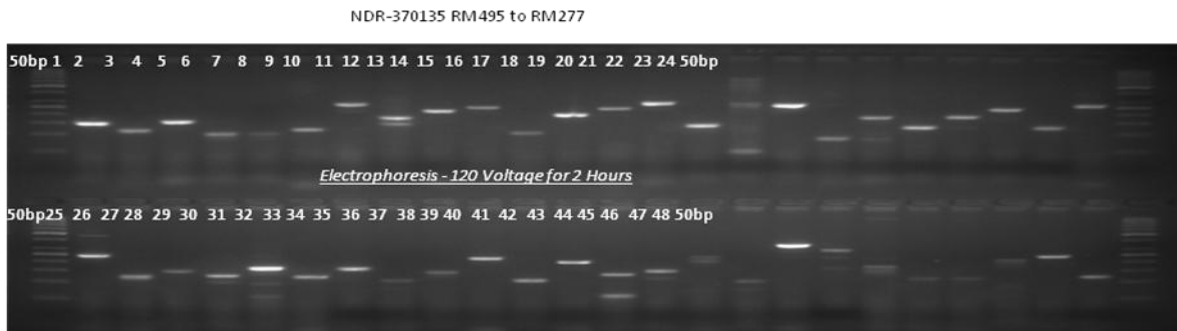 NDR-370135 RM495 to RM277
50bp 1 2 3 4 5 6 7 8 9 10 11 12 13 14 15 16 17 18 19 20 21 22 23 24 50bp
Electrophoresis - 120 Voltage for 2 Hours
50bp25 26 27 28 29 30 31 32 33 34 35 36 37 38 39 40 41 42 43 44 45 46 47 48 50bp